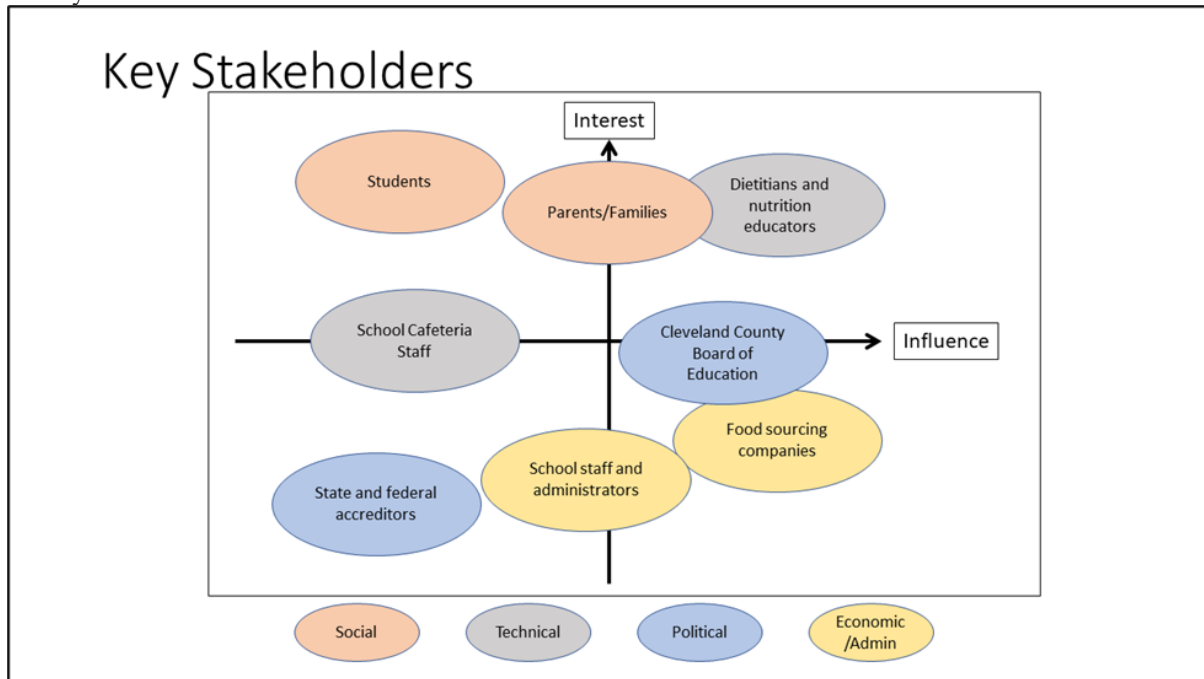 Key Stakeholders
Interest
Students
Parents/Families
Dietitians and
nutrition
educators
School Cafeteria
Staff
Cleveland County
Board of
Education
Influence
Food sourcing
companies
School staff and
administrators
State and federal
accreditors
Social
Technical
Political
Economic
/Admin